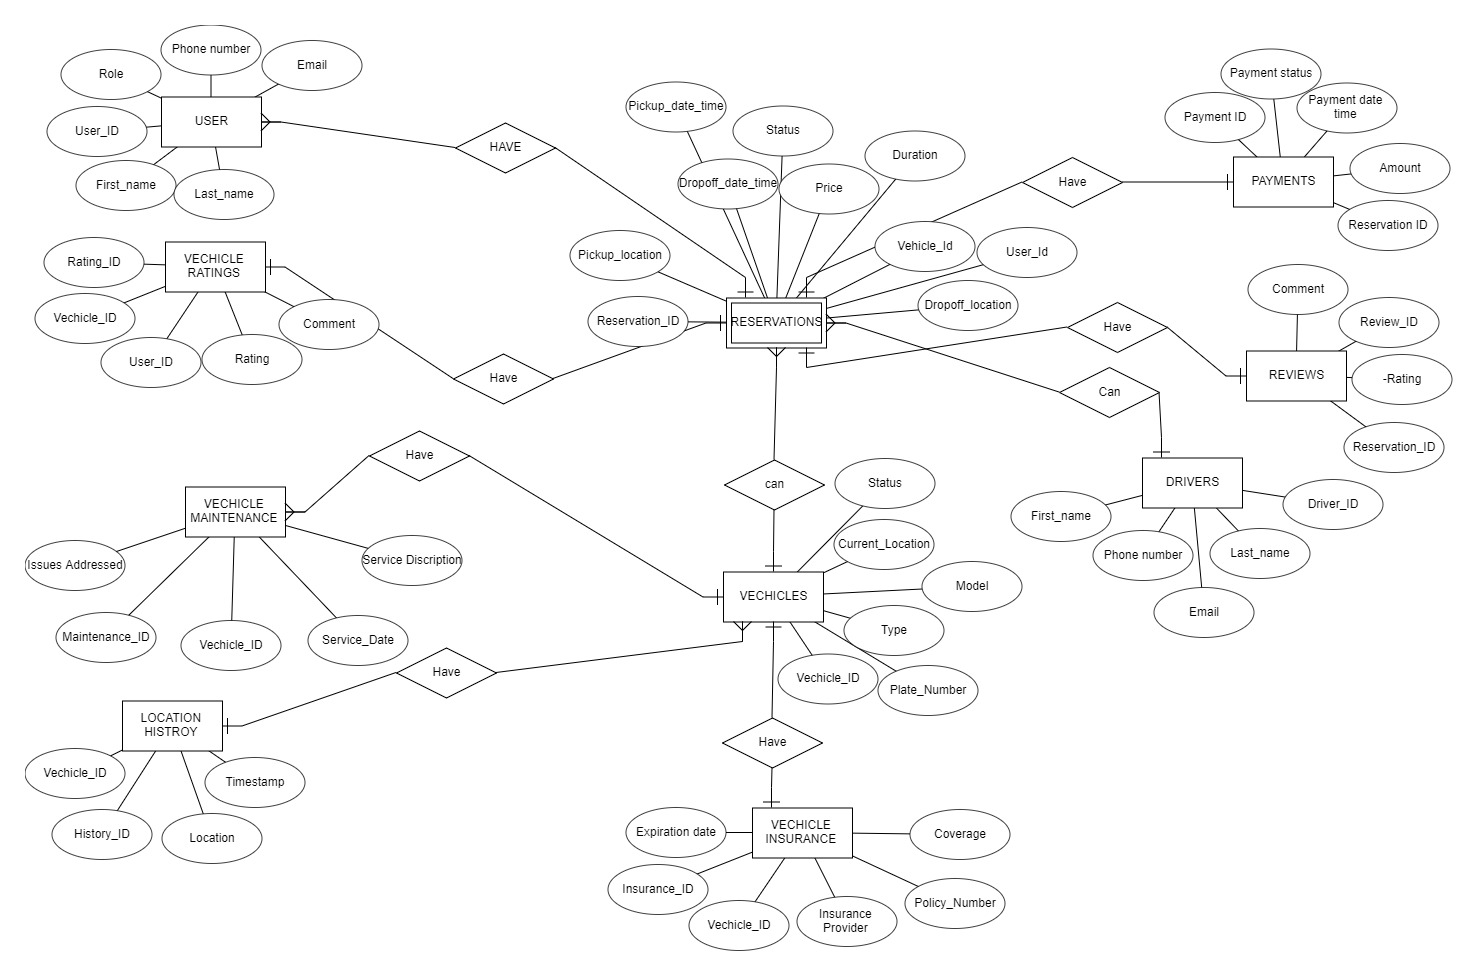 Phone number
Email
Role
USER
User_ID
First_name
Last_name
HAVE
Pickup_date_time
Status
Duration
Dropoff_date_time
Price
Payment status
Payment date
time
Payment ID
Have
PAYMENTS
Amount
Reservation ID
Rating_ID
VECHICLE
RATINGS
Vechicle_ID
User_ID
Rating
Comment
Have
Pickup_location
Vehicle_Id
User_Id
Reservation_ID
RESERVATIONS
Dropoff_location
Have
Comment
Review_ID
REVIEWS
-Rating
Reservation_ID
Can
DRIVERS
First_name
Driver_ID
Phone number
Last_name
Email
Have
VECHICLE
MAINTENANCE
Issues Addressed
Service Discription
Maintenance_ID
Vechicle_ID
Service_Date
can
Status
Current_Location
VECHICLES
Model
Type
Vechicle_ID
Plate_Number
Have
LOCATION
HISTROY
Vechicle_ID
Timestamp
History_ID
Location
Have
VECHICLE
INSURANCE
Expiration date
Coverage
Insurance_ID
Policy_Number
Vechicle_ID
Insurance
Provider